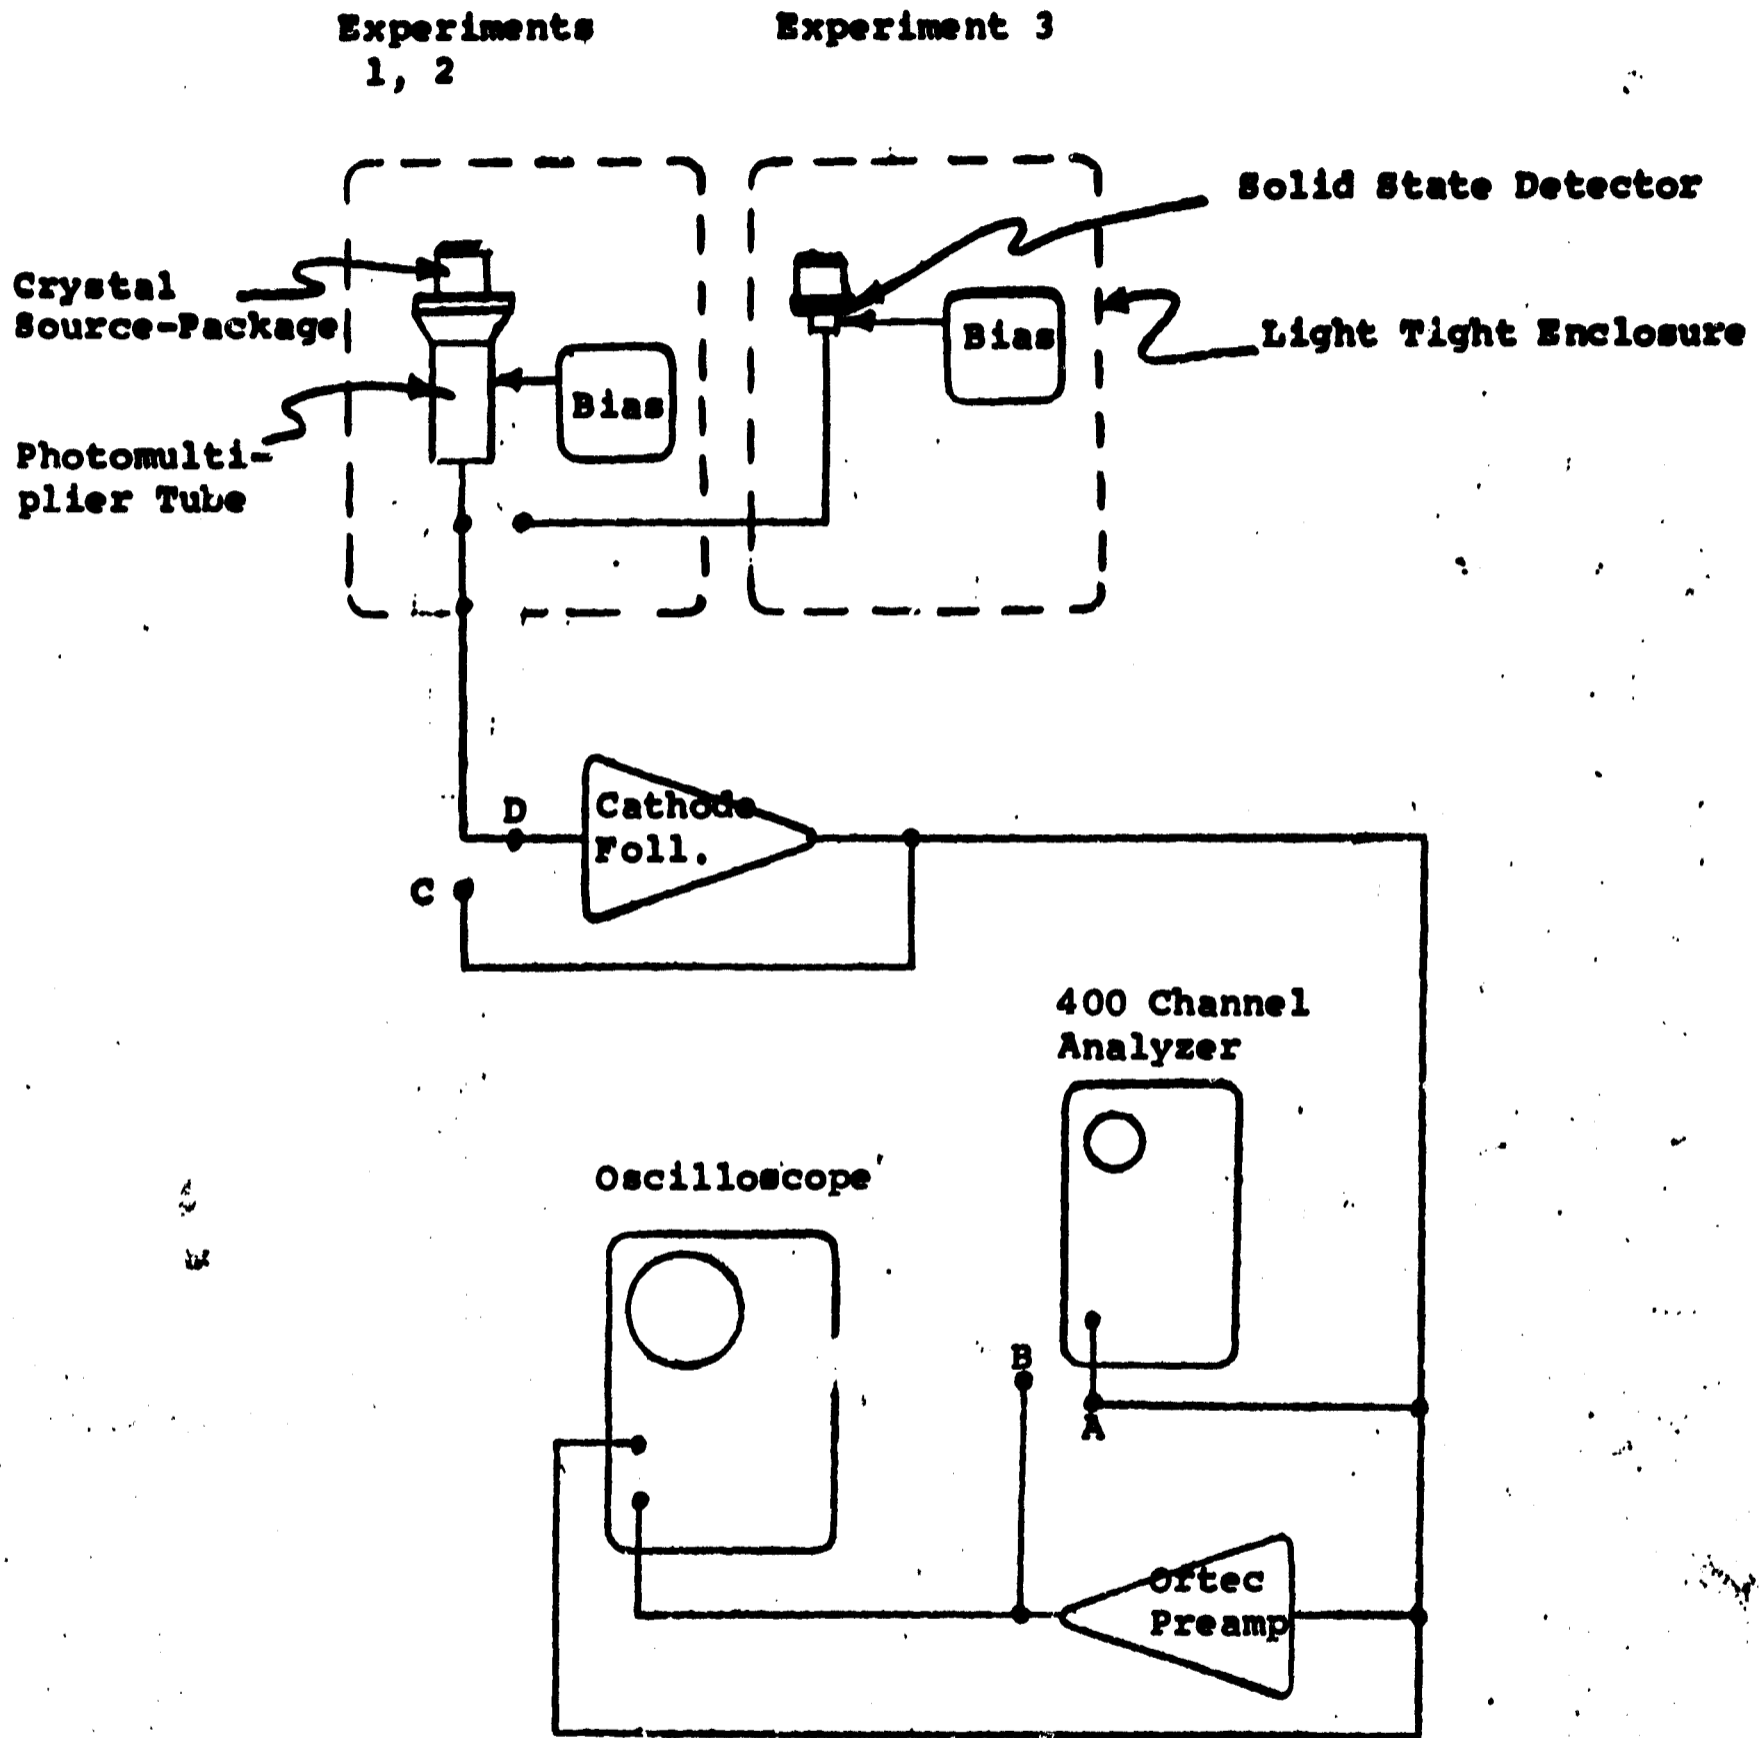 Experiments
1, 2
Experiment 3
Solid State Detector
Crystal
Source-Package
Bias
Light Tight Enclosure
Bias
Photomulti-
plier Tube
D
Cathode
Foll.
C
400 Channel
Analyzer
Oscilloscope
B
A
Ortec
Preamp